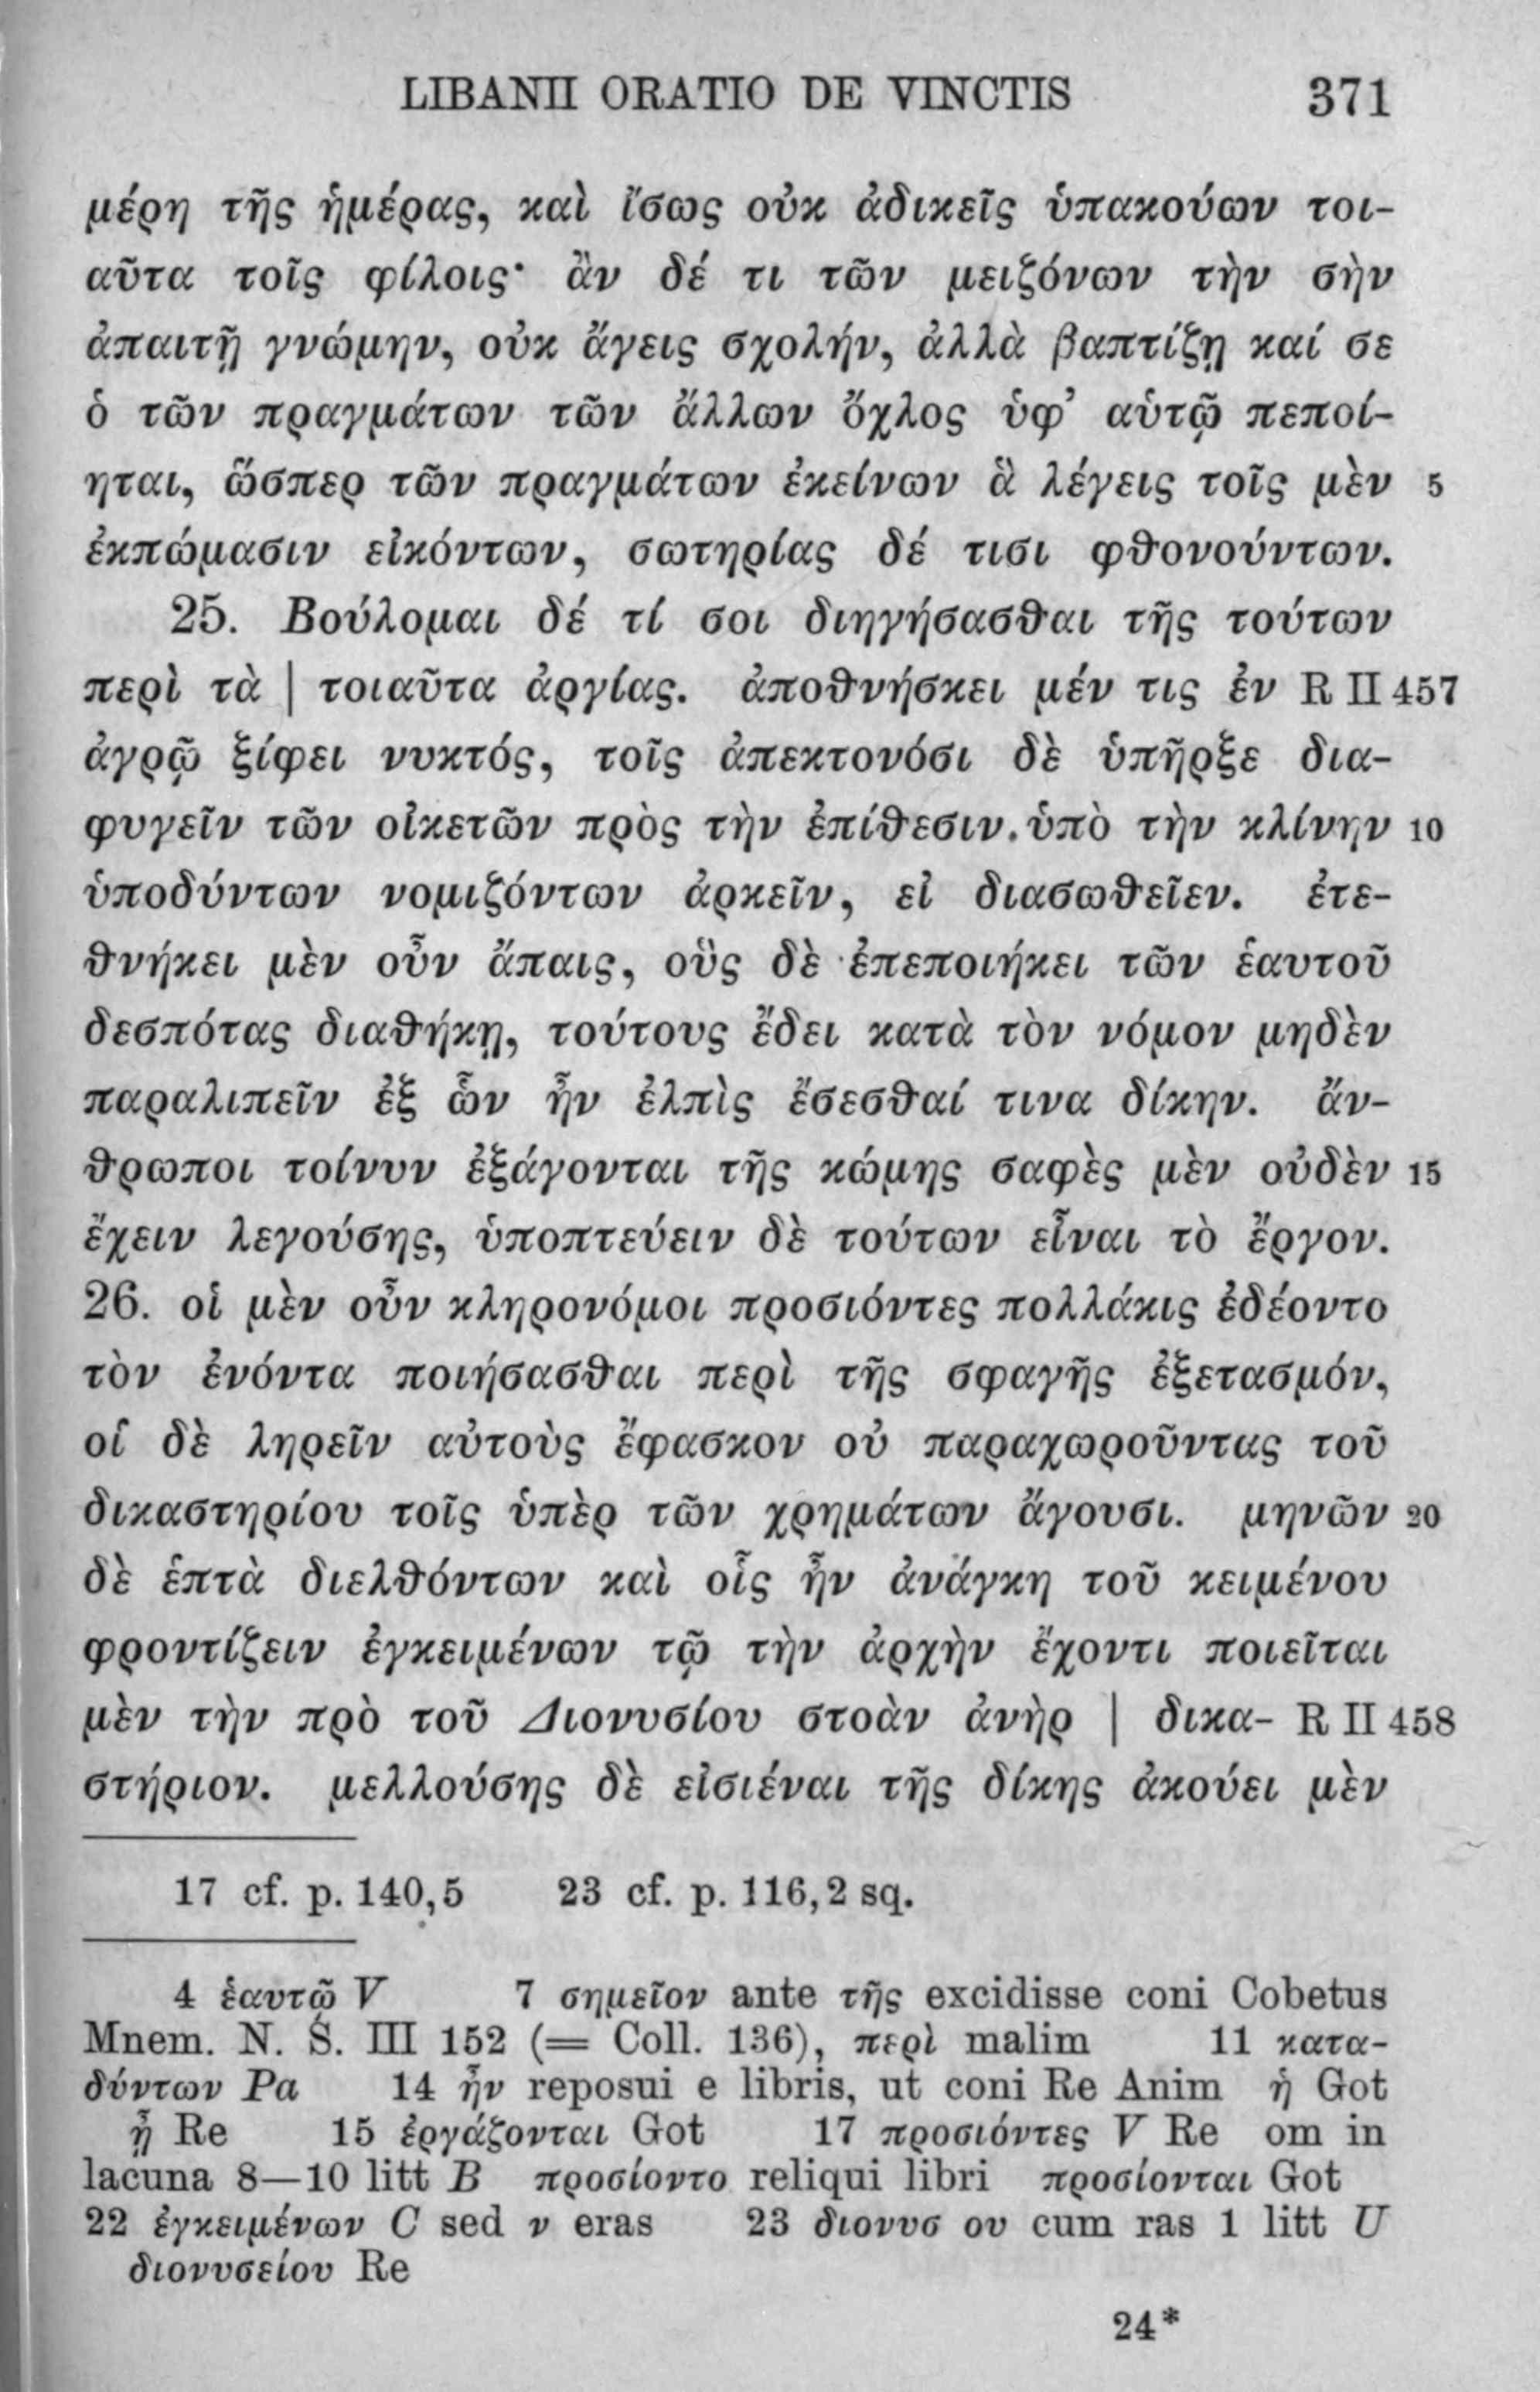 LIBANII ORATIO DE VINCTIS 371
μέρη τῆς ἡμέρας, καὶ ἴσως οὐκ ἀδικεῖς ὑπακούων τοι-
αῦτα τοῖς φίλοις· ἂν δέ τι τῶν μειζόνων τὴν σὴν
ἀπαιτῇ γνώμην, οὐκ ἄγεις σχολήν, ἀλλὰ βαπτίζῃ καί σε
ὁ τῶν πραγμάτων τῶν ἄλλων ὄχλος ὑφ’ αὑτῷ πεποί-
ηται, ὥσπερ τῶν πραγμάτων ἐκείνων ἃ λέγεις τοῖς μὲν 5
ἐκπώμασιν εἰκόντων, σωτηρίας δέ τισι φθονούντων.
25. Βούλομαι δέ τί σοι διηγήσασθαι τῆς τούτων
περὶ τὰ | τοιαῦτα ἀργίας. ἀποθνήσκει μέν τις ἐν R II 457
ἀγρῷ ξίφει νυκτός, τοῖς ἀπεκτονόσι δὲ ὑπῆρξε δια-
φυγεῖν τῶν οἰκετῶν πρὸς τὴν ἐπίθεσιν ὑπὸ τὴν κλίνην 10
ὑποδύντων νομιζόντων ἀρκεῖν, εἰ διασωθεῖεν. ἐτε-
θνήκει μὲν οὖν ἄπαις, οὓς δὲ ἐπεποιήκει τῶν ἑαυτοῦ
δεσπότας διαθήκῃ, τούτους ἔδει κατὰ τὸν νόμον μηδὲν
παραλιπεῖν ἐξ ὧν ἦν ἐλπὶς ἔσεσθαί τινα δίκην. ἄν-
θρωποι τοίνυν ἐξάγονται τῆς κώμης σαφὲς μὲν οὐδὲν 15
ἔχειν λεγούσης, ὑποπτεύειν δὲ τούτων εἶναι τὸ ἔργον.
26. οἱ μὲν οὖν κληρονόμοι προσιόντες πολλάκις ἐδέοντο
τὸν ἐνόντα ποιήσασθαι περὶ τῆς σφαγῆς ἐξετασμόν,
οἱ δὲ ληρεῖν αὐτοὺς ἔφασκον οὐ παραχωροῦντας τοῦ
δικαστηρίου τοῖς ὑπὲρ τῶν χρημάτων ἄγουσι. μηνῶν 20
δὲ ἑπτὰ διελθόντων καὶ οἷς ἦν ἀνάγκη τοῦ κειμένου
φροντίζειν ἐγκειμένων τῷ τὴν ἀρχὴν ἔχοντι ποιεῖται
μὲν τὴν πρὸ τοῦ Διονυσίου στοὰν ἀνὴρ | δικα- R II 458
στήριον. μελλούσης δὲ εἰσιέναι τῆς δίκης ἀκούει μὲν
17 cf. p. 140,5 23 cf. p. 116,2 sq.
4 ἑαυτῷ V 7 σημεῖον ante τῆς excidisse coni Cobetus
Mnem. N. S. III 152 (= Coll. 136), περὶ malim 11 κατα-
δύντων Pa 14 ἦν reposui e libris, ut coni Re Anim ἡ Got
ᾖ Re 15 ἐργάζονται Got 17 προσιόντες V Re om in
lacuna 8—10 litt B προσίοντο reliqui libri προσίονται Got
22 ἐγκειμένων C sed ν eras 23 διονυσ ου cum ras 1 litt U
διονυσείου Re
24*